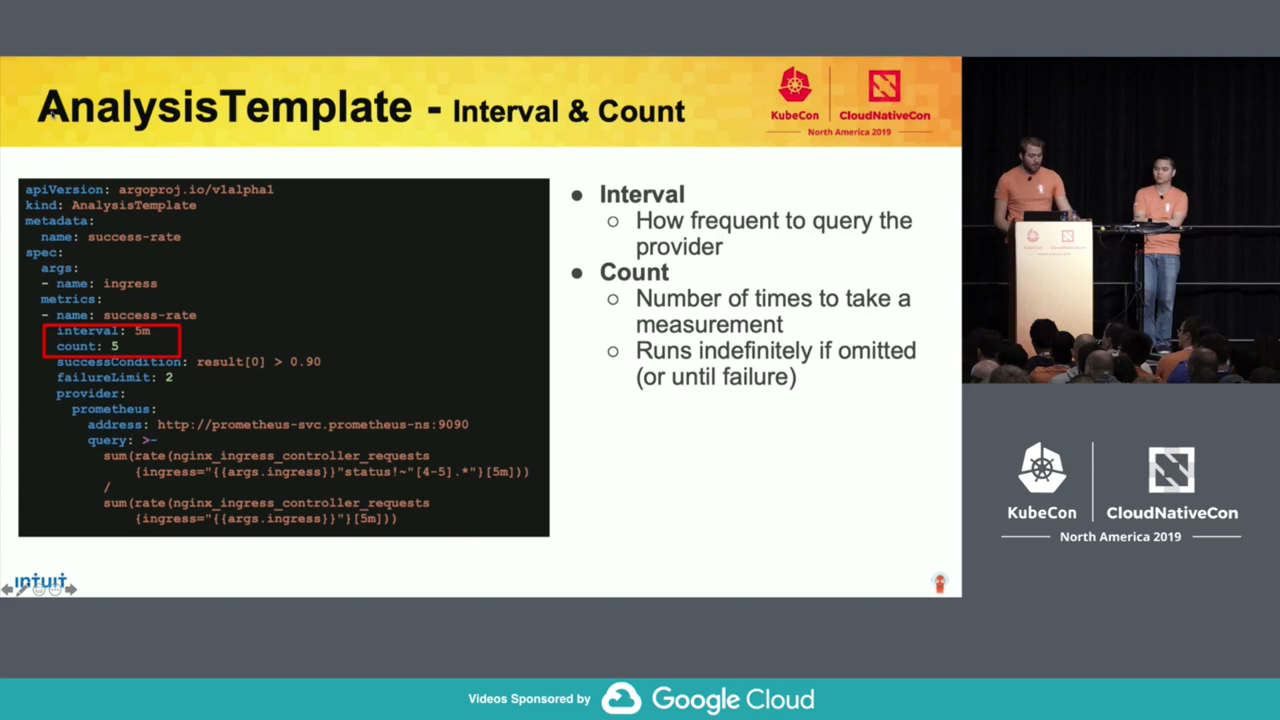 AnalysisTemplate - Interval & Count
KubeCon
CloudNativeCon
North America 2019
apiVersion: argoproj.io/v1alpha1
kind: AnalysisTemplate
metadata:
name: success-rate
spec:
args:
- name: ingress
metrics:
- name: success-rate
interval: 5m
count: 5
successCondition: result[0] > 0.90
failureLimit: 2
provider:
prometheus:
address: http://prometheus-svc.prometheus-ns:9090
query: >-
sum(rate(nginx_ingress_controller_requests
{ingress="{{args.ingress}}"status!~"[4-5].*"}[5m]))
/
sum(rate(nginx_ingress_controller_requests
{ingress="{{args.ingress}}"}[5m]))
● Interval
○ How frequent to query the
provider
● Count
○ Number of times to take a
measurement
○ Runs indefinitely if omitted
(or until failure)
INTUIT
KubeCon
CloudNativeCon
North America 2019
Videos Sponsored by
Google Cloud